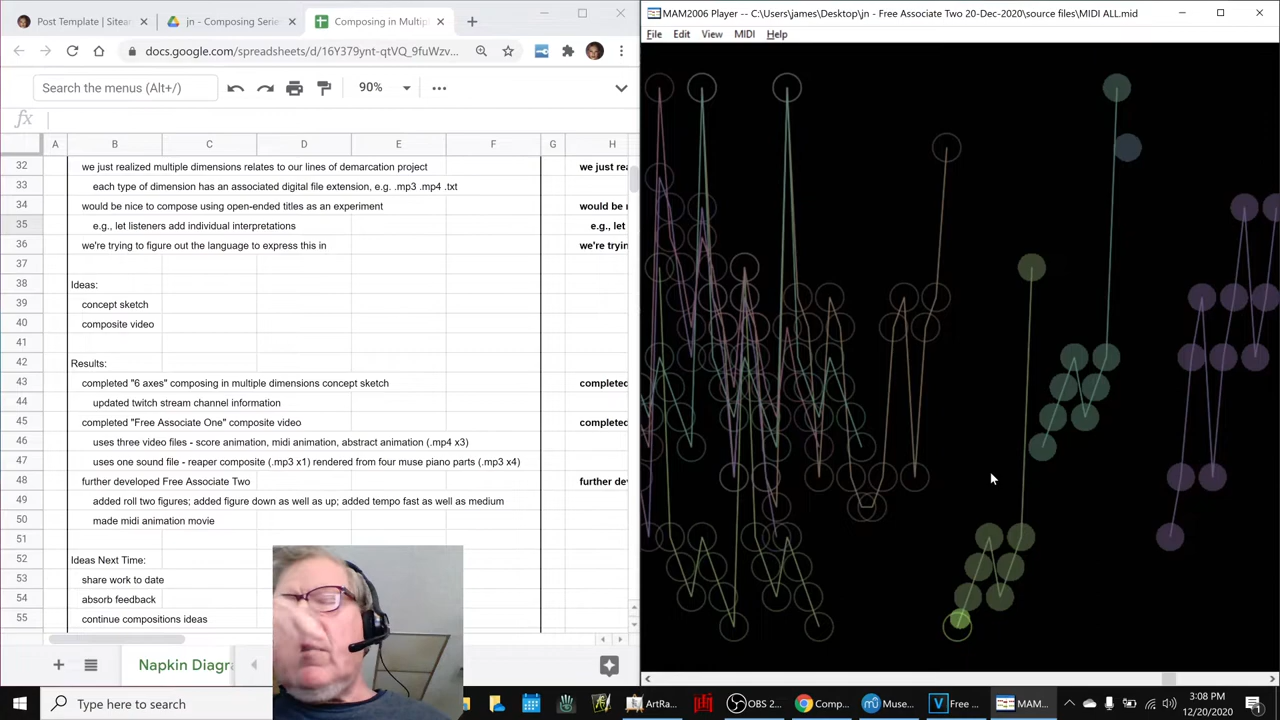 Post Template | Siteam
jn - Composing Series
Composing in Multip
docs.google.com/spreadsheets/d/16Y379ynt-qtVQ_9fuWzv...
Search the menus (Alt+/)
90%
fx
A B C D E F G H
32 we just realized multiple dimensions relates to our lines of demarcation project we just rea
33 each type of dimension has an associated digital file extension, e.g. .mp3 .mp4 .txt
34 would be nice to compose using open-ended titles as an experiment would be
35 e.g., let listeners add individual interpretations e.g., let
36 we're trying to figure out the language to express this in we're tryin
37
38 Ideas:
39 concept sketch
40 composite video
41
42 Results:
43 completed "6 axes" composing in multiple dimensions concept sketch completed
44 updated twitch stream channel information
45 completed "Free Associate One" composite video completed
46 uses three video files - score animation, midi animation, abstract animation (.mp4 x3)
47 uses one sound file - reaper composite (.mp3 x1) rendered from four muse piano parts (.mp3 x4)
48 further developed Free Associate Two further dev
49 added roll two figures; added figure down as well as up; added tempo fast as well as medium
50 made midi animation movie
51
52 Ideas Next Time:
53 share work to date
54 absorb feedback
55 continue compositions ideas
Napkin Diagra
MAM2006 Player -- C:\Users\james\Desktop\jn - Free Associate Two 20-Dec-2020\source files\MIDI ALL.mid
File Edit View MIDI Help
Type here to search
ArtRa...
OBS 2...
Comp...
Muse...
Free ...
MAM...
3:08 PM
12/20/2020